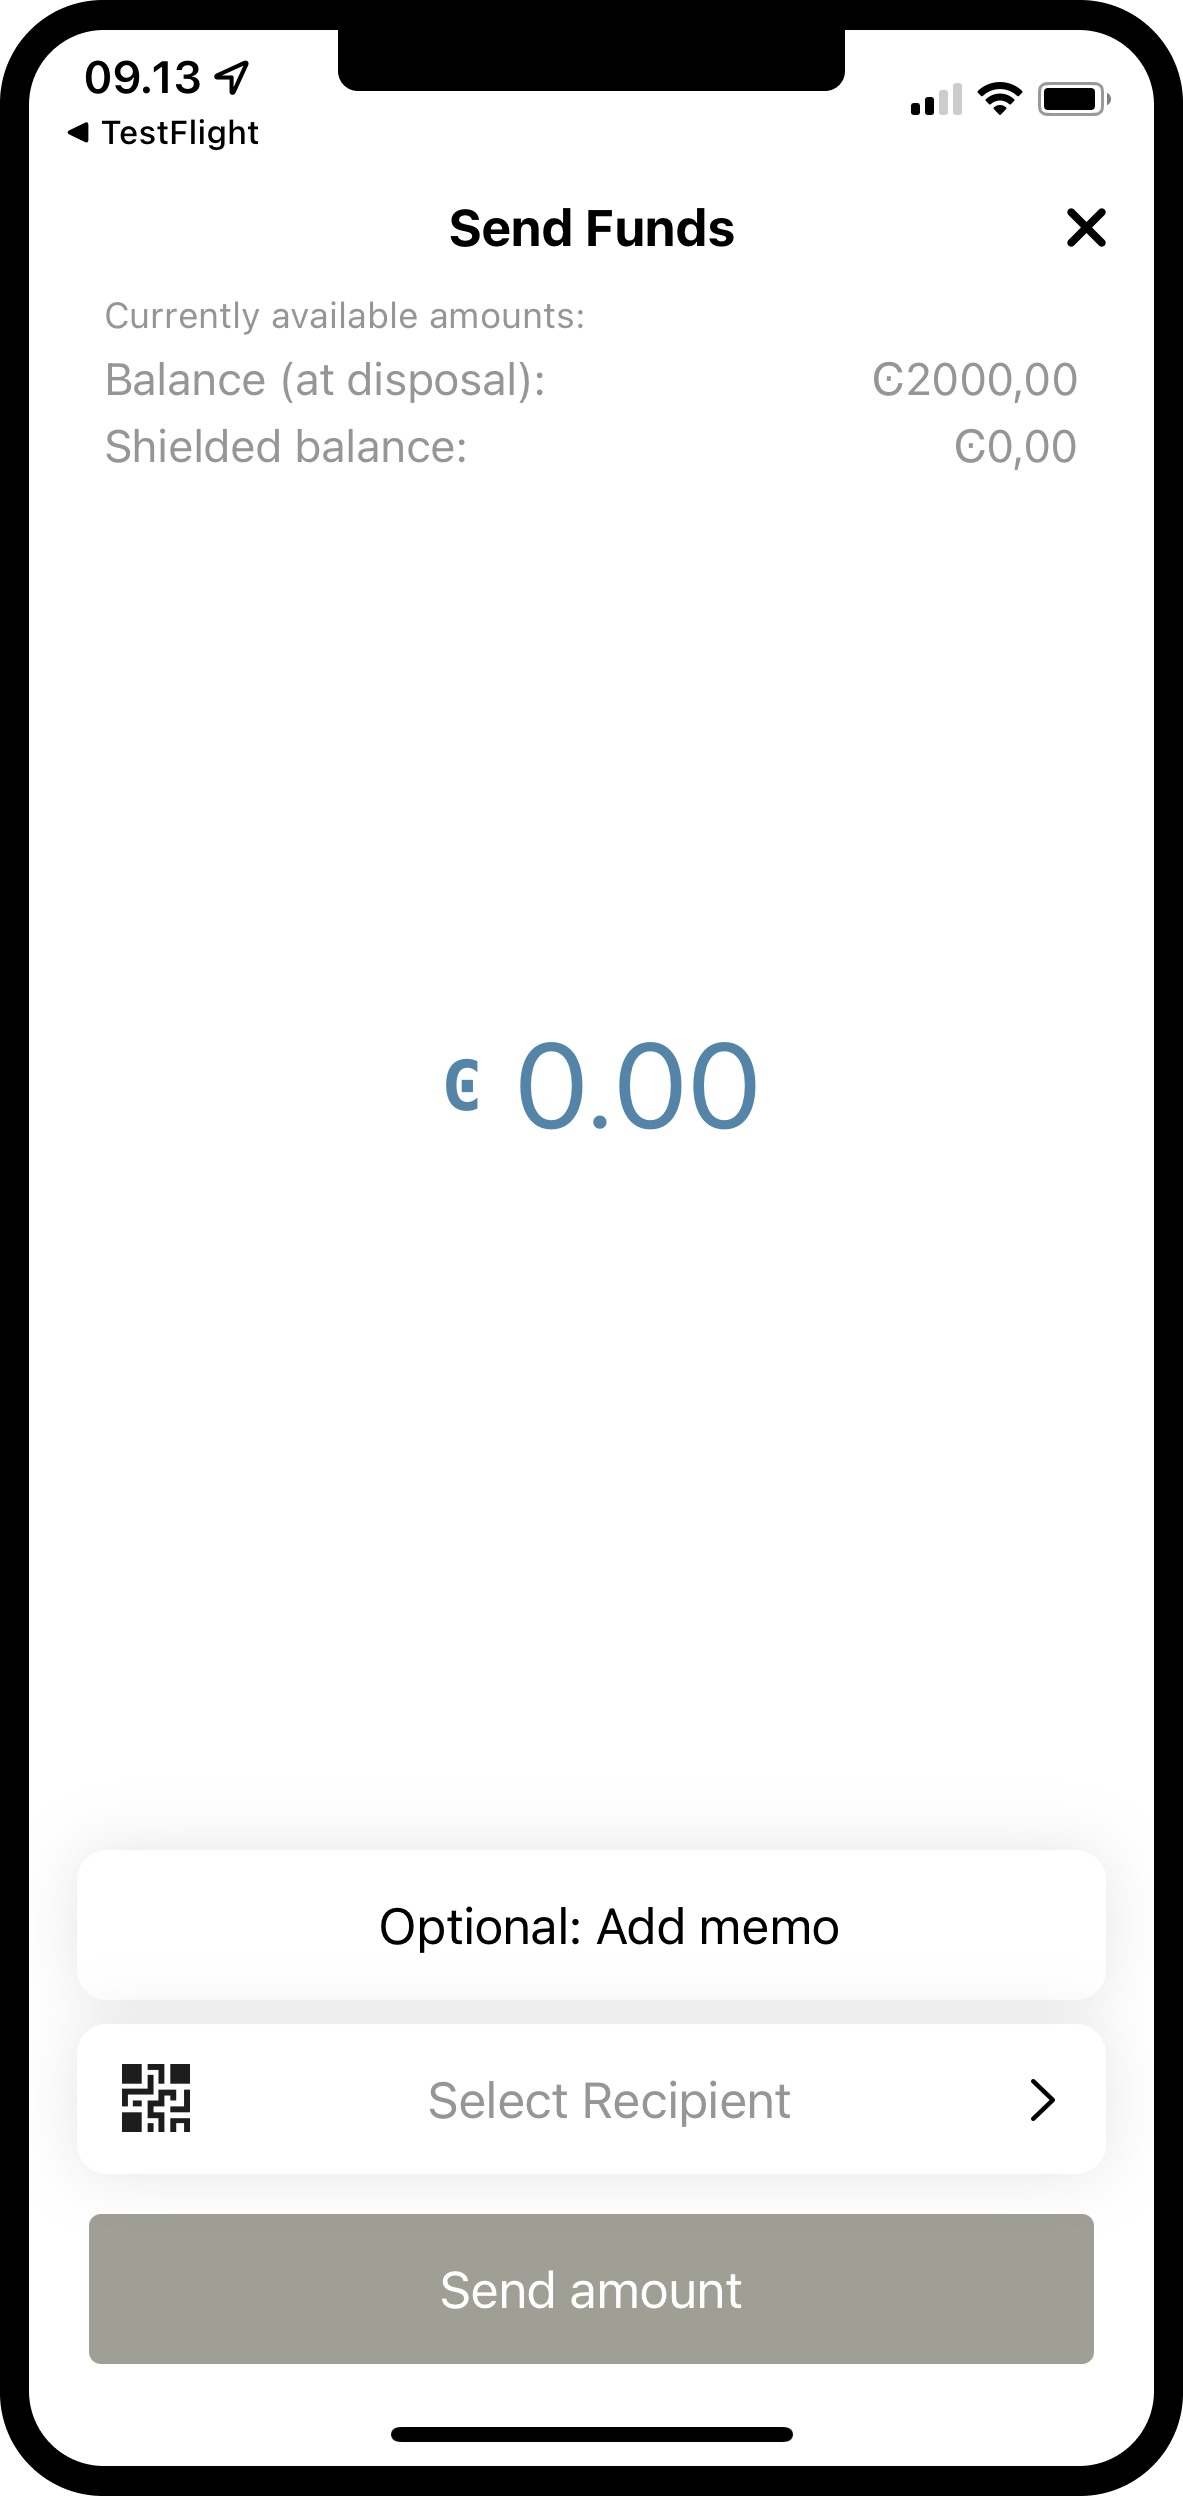 09.13
TestFlight
Send Funds
Currently available amounts:
Balance (at disposal): Ͼ2000,00
Shielded balance: Ͼ0,00
Ͼ 0.00
Optional: Add memo
Select Recipient
Send amount